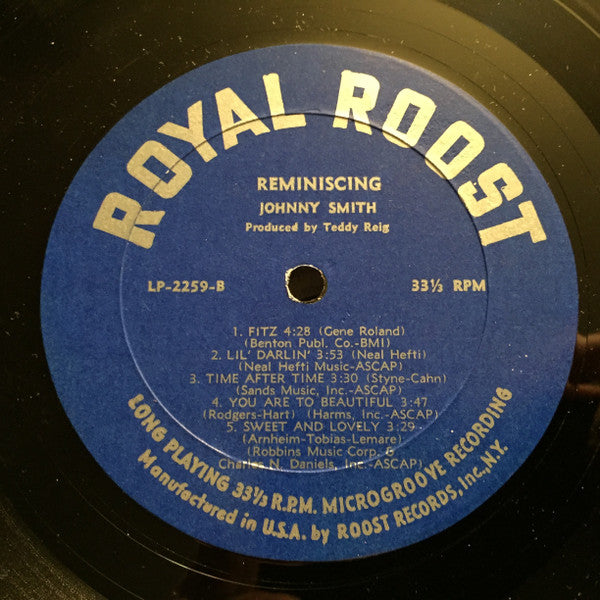 ROYAL ROOST
REMINISCING
JOHNNY SMITH
Produced by Teddy Reig
LP-2259-B 33⅓ RPM
1. FITZ 4:28 (Gene Roland)
(Benton Publ. Co.-BMI)
2. LIL' DARLIN' 3:53 (Neal Hefti)
(Neal Hefti Music-ASCAP)
3. TIME AFTER TIME 3:30 (Styne-Cahn)
(Sands Music, Inc.-ASCAP)
4. YOU ARE TO BEAUTIFUL 3:47
(Rodgers-Hart) (Harms, Inc.-ASCAP)
5. SWEET AND LOVELY 3:29
(Arnheim-Tobias-Lemare)
(Robbins Music Corp. &
Charles N. Daniels, Inc.-ASCAP)
LONG PLAYING 33⅓ R.P.M. MICROGROOVE RECORDING
Manufactured in U.S.A. by ROOST RECORDS, Inc., N.Y.